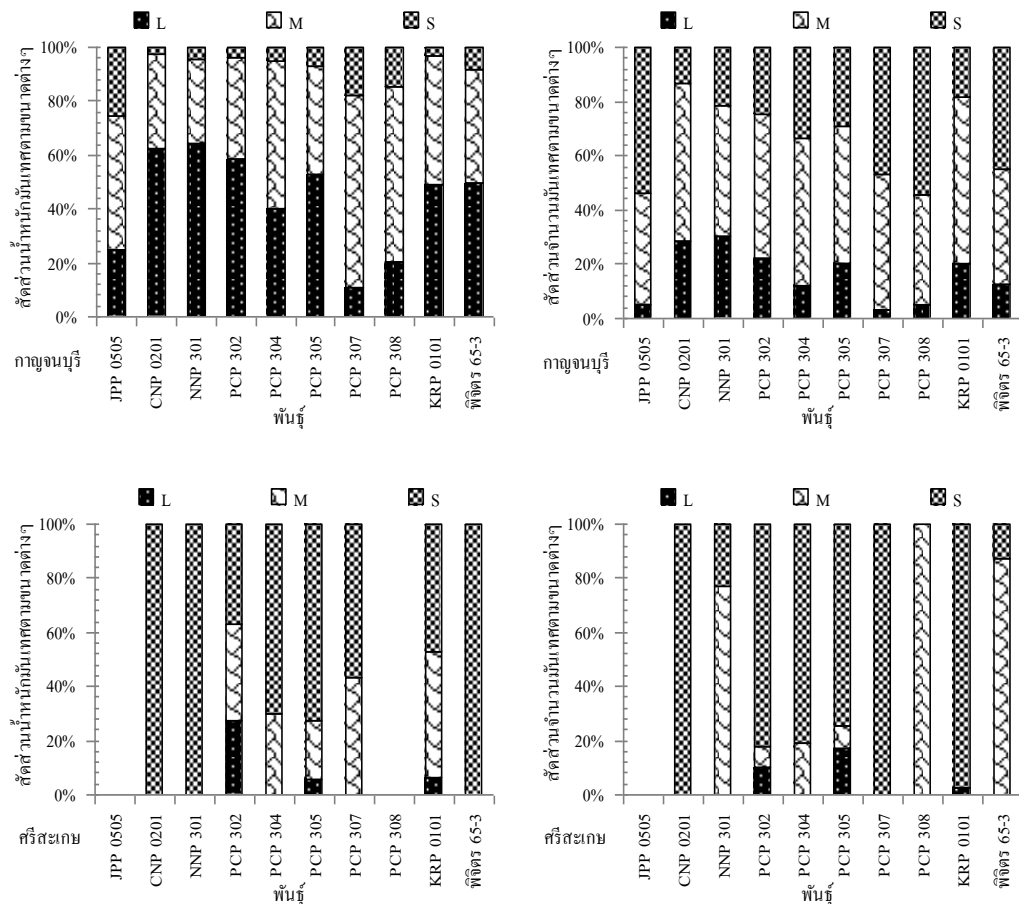 L M S
สัดส่วนน้ำหนักมันเทศตามขนาดต่างๆ
100%
80%
60%
40%
20%
0%
กาญจนบุรี
JPP 0505
CNP 0201
NNP 301
PCP 302
PCP 304
PCP 305
PCP 307
PCP 308
KRP 0101
พิจิตร 65-3
พันธุ์
L M S
สัดส่วนจำนวนมันเทศตามขนาดต่างๆ
100%
80%
60%
40%
20%
0%
กาญจนบุรี
JPP 0505
CNP 0201
NNP 301
PCP 302
PCP 304
PCP 305
PCP 307
PCP 308
KRP 0101
พิจิตร 65-3
พันธุ์
L M S
สัดส่วนน้ำหนักมันเทศตามขนาดต่างๆ
100%
80%
60%
40%
20%
0%
ศรีสะเกษ
JPP 0505
CNP 0201
NNP 301
PCP 302
PCP 304
PCP 305
PCP 307
PCP 308
KRP 0101
พิจิตร 65-3
พันธุ์
L M S
สัดส่วนจำนวนมันเทศตามขนาดต่างๆ
100%
80%
60%
40%
20%
0%
ศรีสะเกษ
JPP 0505
CNP 0201
NNP 301
PCP 302
PCP 304
PCP 305
PCP 307
PCP 308
KRP 0101
พิจิตร 65-3
พันธุ์